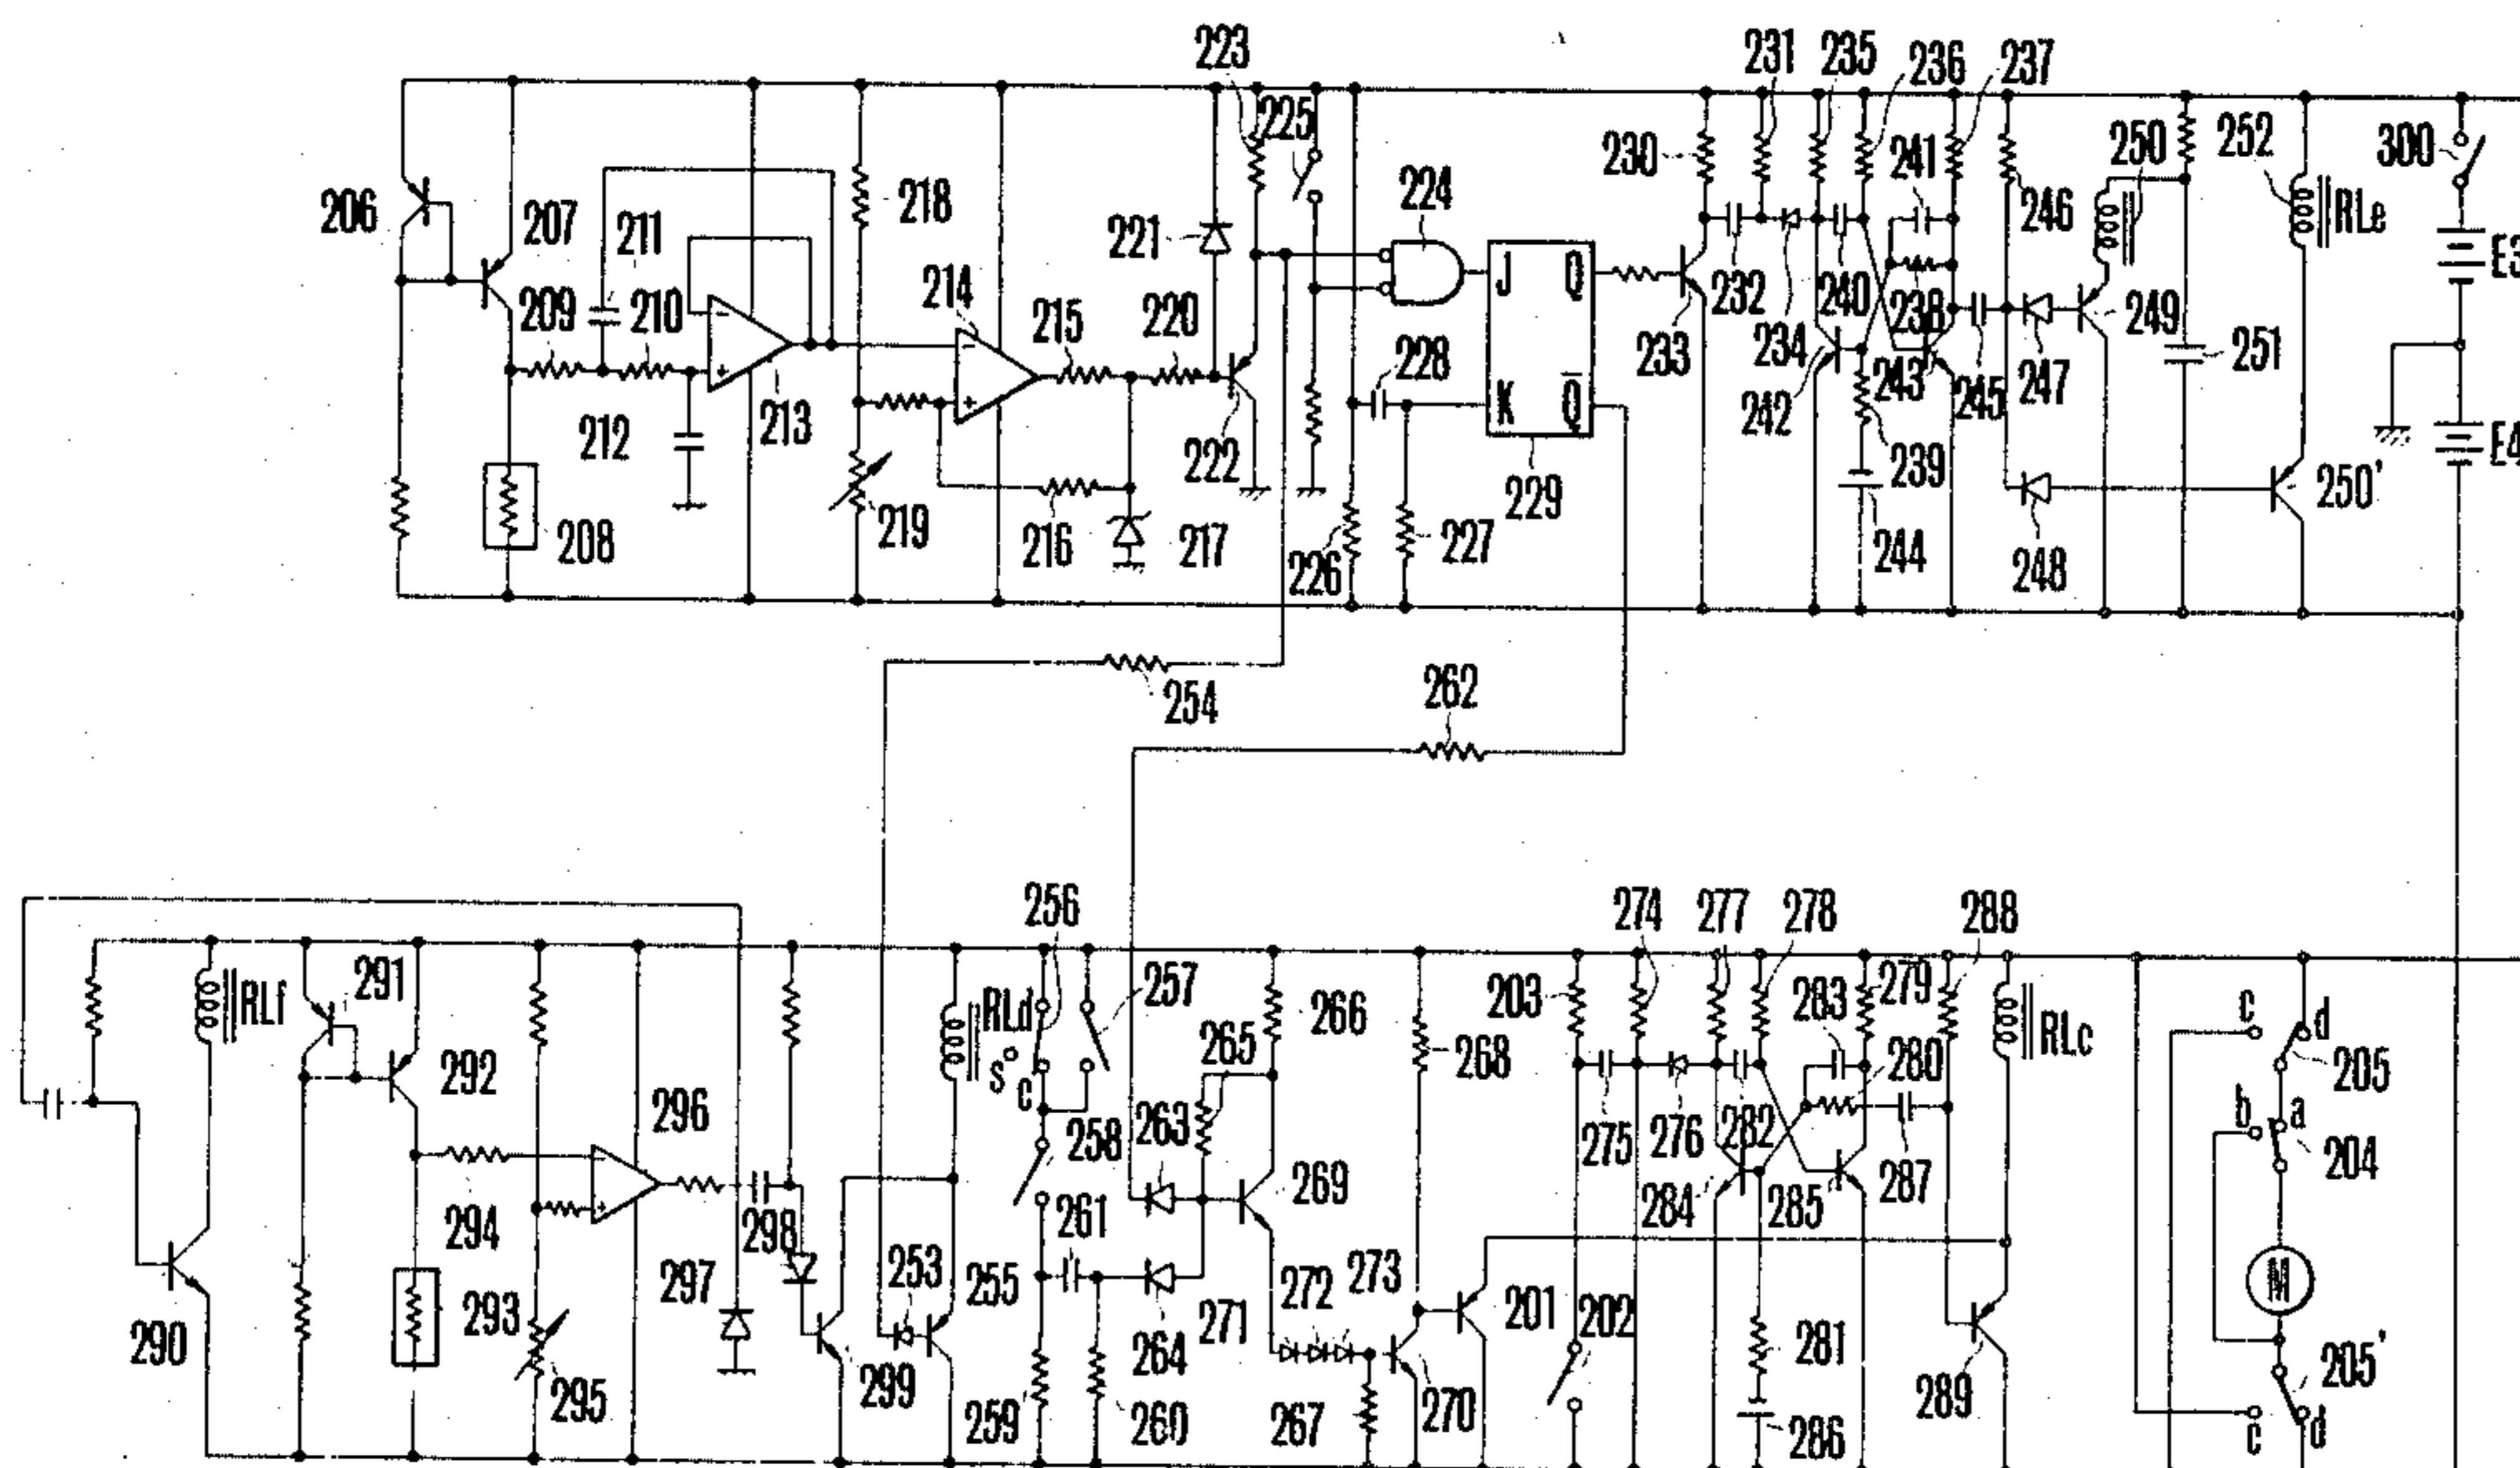 223
231 235 236 237
225 230 241 250 252 300
206 207 211 218 224 RLe
221 246 E3
209 210 214 215 220 J Q 232 240 238 249
234 247 251
228 233 243 245
212 213 222 K Q̄ 242 E4
219 239 250'
208 216 217 226 227 229 244 248
254 262
256 274 277 278 288
291 257 203 283 279 c d
RLf RLd 266 RLc
292 S C 265 268 280 205
296 263 275 276 282 b a
258 204
294 298 261 269 284 285 287
253 255 272 273 M
293 297 271 201 202
290 264 281 205'
295 299 259 260 267 270 289
286 c d